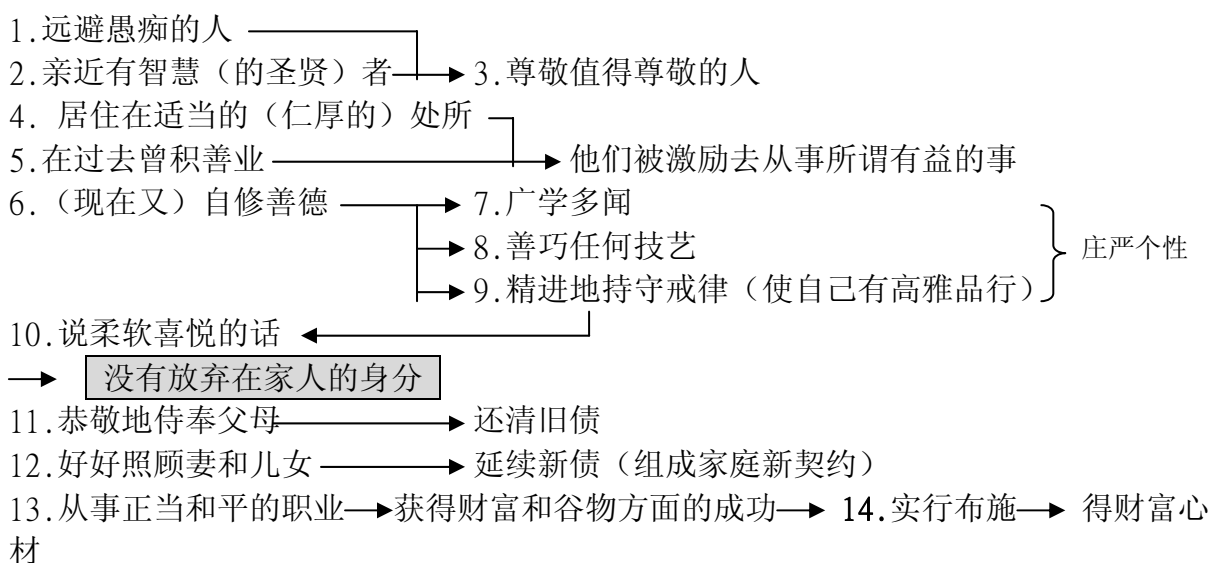 1.远避愚痴的人
2.亲近有智慧（的圣贤）者 3.尊敬值得尊敬的人
4. 居住在适当的（仁厚的）处所
5.在过去曾积善业 他们被激励去从事所谓有益的事
6.（现在又）自修善德 7.广学多闻
8.善巧任何技艺 庄严个性
9.精进地持守戒律（使自己有高雅品行）
10.说柔软喜悦的话
没有放弃在家人的身分
11.恭敬地侍奉父母 还清旧债
12.好好照顾妻和儿女 延续新债（组成家庭新契约）
13.从事正当和平的职业 获得财富和谷物方面的成功 14.实行布施 得财富心
材